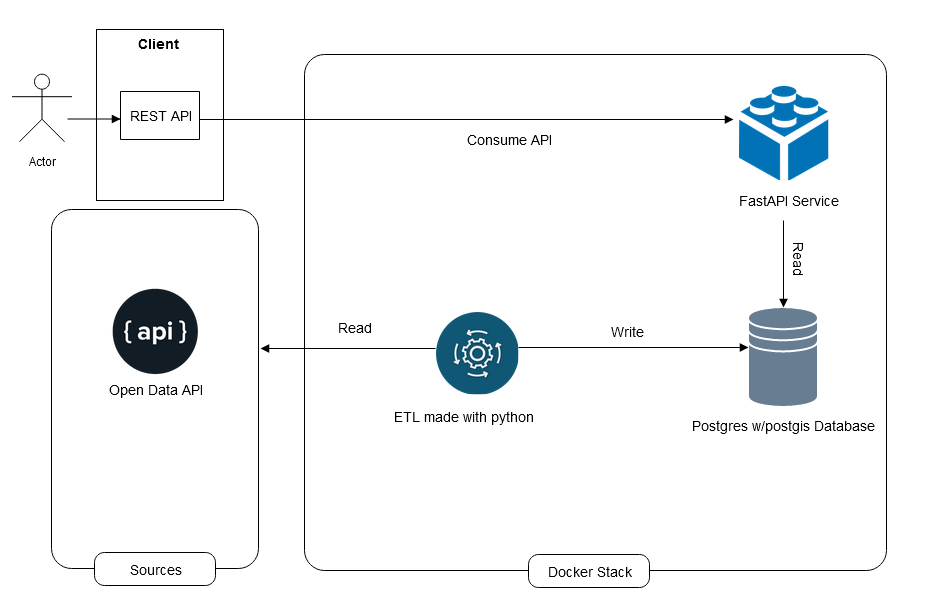 Client
REST API
Actor
Consume API
FastAPI Service
Read
{ api }
Open Data API
Read
ETL made with python
Write
Postgres w/postgis Database
Sources
Docker Stack